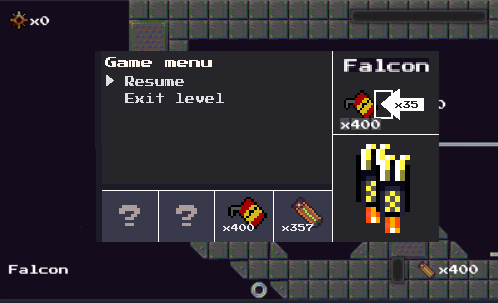 x0
Game menu
Resume
Exit level
Falcon
x35
x400
? ? x400 x357
Falcon
x400